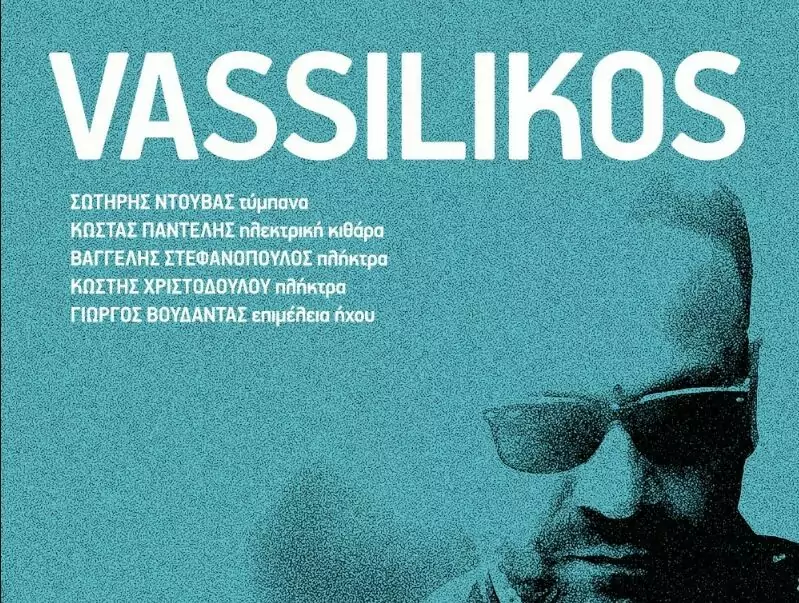 VASSILIKOS
ΣΩΤΗΡΗΣ ΝΤΟΥΒΑΣ τύμπανα
ΚΩΣΤΑΣ ΠΑΝΤΕΛΗΣ ηλεκτρική κιθάρα
ΒΑΓΓΕΛΗΣ ΣΤΕΦΑΝΟΠΟΥΛΟΣ πλήκτρα
ΚΩΣΤΗΣ ΧΡΙΣΤΟΔΟΥΛΟΥ πλήκτρα
ΓΙΩΡΓΟΣ ΒΟΥΔΑΝΤΑΣ επιμέλεια ήχου